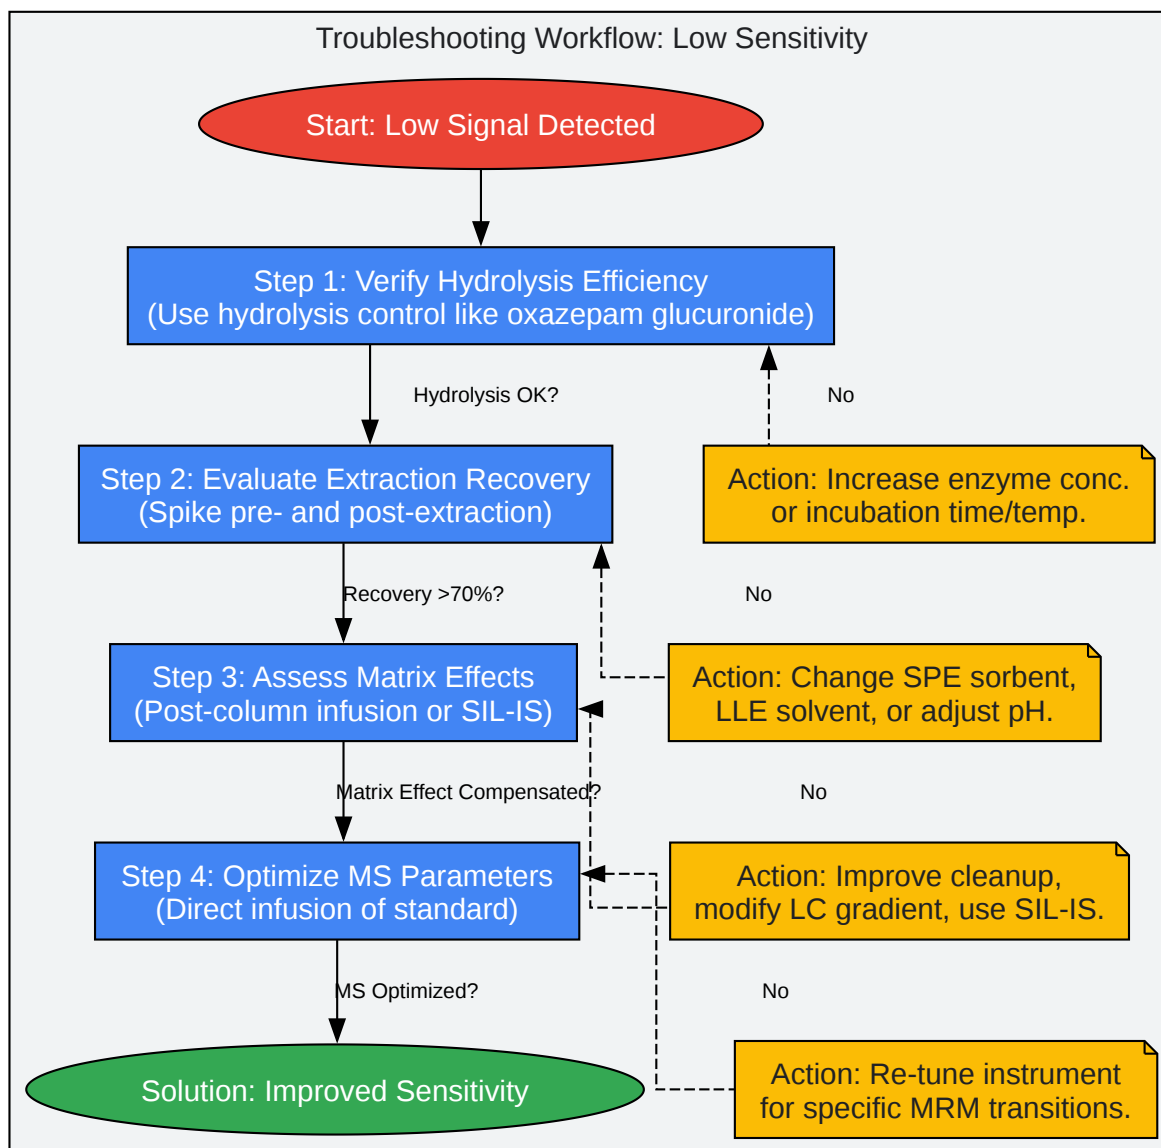 Troubleshooting Workflow: Low Sensitivity
Start: Low Signal Detected
Step 1: Verify Hydrolysis Efficiency
(Use hydrolysis control like oxazepam glucuronide)
Hydrolysis OK?
No
Step 2: Evaluate Extraction Recovery
(Spike pre- and post-extraction)
Action: Increase enzyme conc.
or incubation time/temp.
Recovery >70%?
No
Step 3: Assess Matrix Effects
(Post-column infusion or SIL-IS)
Action: Change SPE sorbent,
LLE solvent, or adjust pH.
Matrix Effect Compensated?
No
Step 4: Optimize MS Parameters
(Direct infusion of standard)
Action: Improve cleanup,
modify LC gradient, use SIL-IS.
MS Optimized?
No
Solution: Improved Sensitivity
Action: Re-tune instrument
for specific MRM transitions.